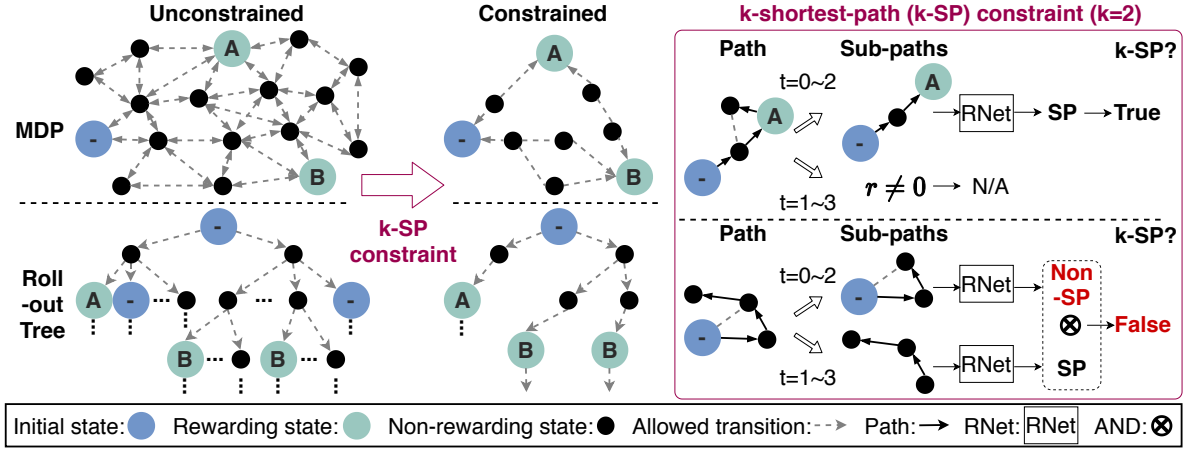 Unconstrained
Constrained
k-SP
constraint
MDP
A
-
B
A
-
B
Roll
-out
Tree
-
A
-
...
...
-
B
...
B
...
-
A
B
B
k-shortest-path (k-SP) constraint (k=2)
Path
Sub-paths
k-SP?
t=0~2
A
A
-
-
RNet
SP
True
t=1~3
r ≠ 0
N/A
Path
Sub-paths
k-SP?
t=0~2
-
-
RNet
Non
-SP
False
t=1~3
RNet
SP
Initial state:
Rewarding state:
Non-rewarding state:
Allowed transition:
Path:
RNet: RNet
AND: